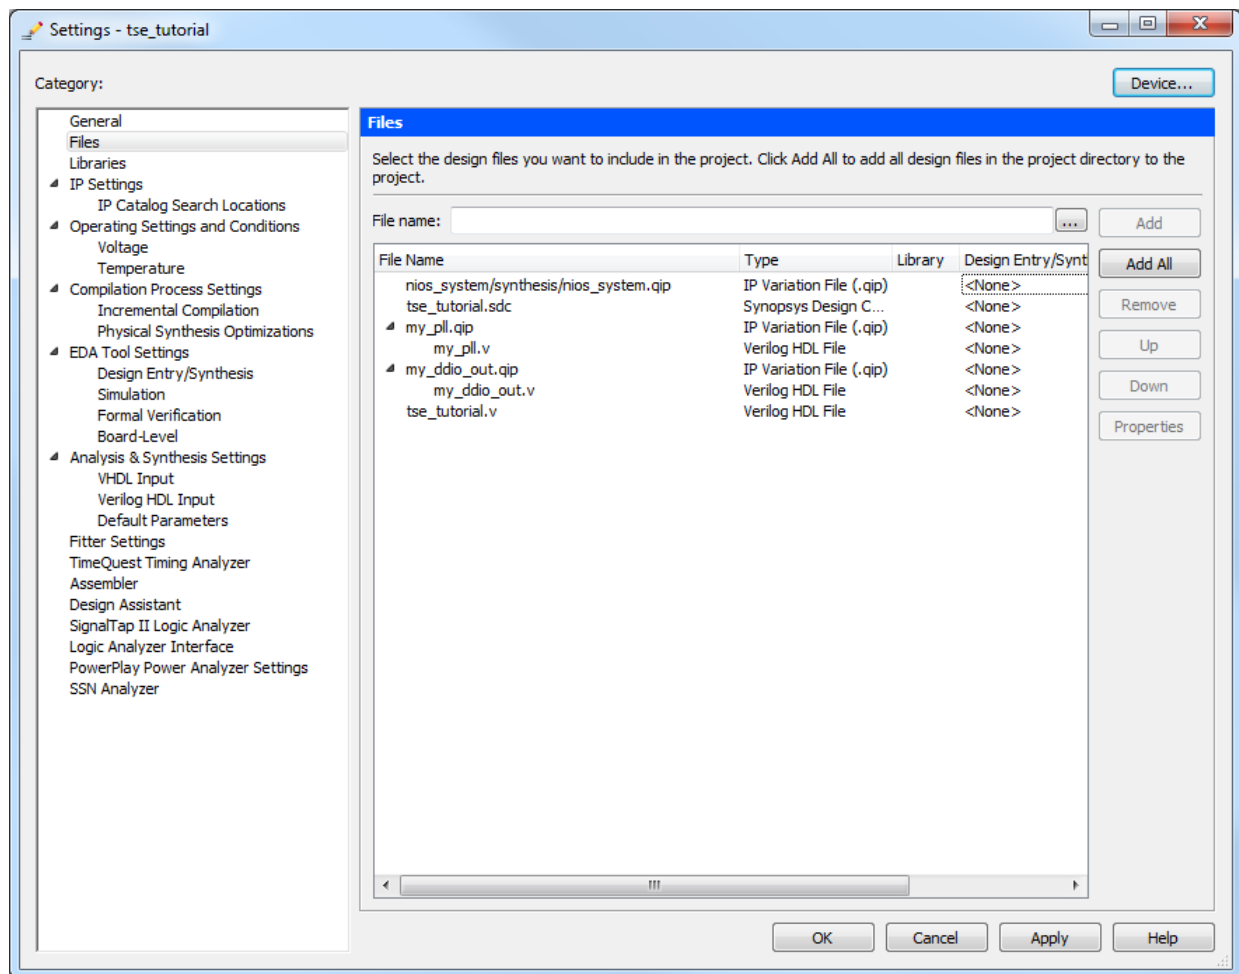 Settings - tse_tutorial
Category:
Device...
General
Files
Libraries
IP Settings
IP Catalog Search Locations
Operating Settings and Conditions
Voltage
Temperature
Compilation Process Settings
Incremental Compilation
Physical Synthesis Optimizations
EDA Tool Settings
Design Entry/Synthesis
Simulation
Formal Verification
Board-Level
Analysis & Synthesis Settings
VHDL Input
Verilog HDL Input
Default Parameters
Fitter Settings
TimeQuest Timing Analyzer
Assembler
Design Assistant
SignalTap II Logic Analyzer
Logic Analyzer Interface
PowerPlay Power Analyzer Settings
SSN Analyzer
Files
Select the design files you want to include in the project. Click Add All to add all design files in the project directory to the
project.
File name: ... Add
File Name Type Library Design Entry/Synt Add All
nios_system/synthesis/nios_system.qip IP Variation File (.qip) <None>
tse_tutorial.sdc Synopsys Design C... <None> Remove
my_pll.qip IP Variation File (.qip) <None>
my_pll.v Verilog HDL File <None> Up
my_ddio_out.qip IP Variation File (.qip) <None>
my_ddio_out.v Verilog HDL File <None> Down
tse_tutorial.v Verilog HDL File <None>
Properties
OK Cancel Apply Help